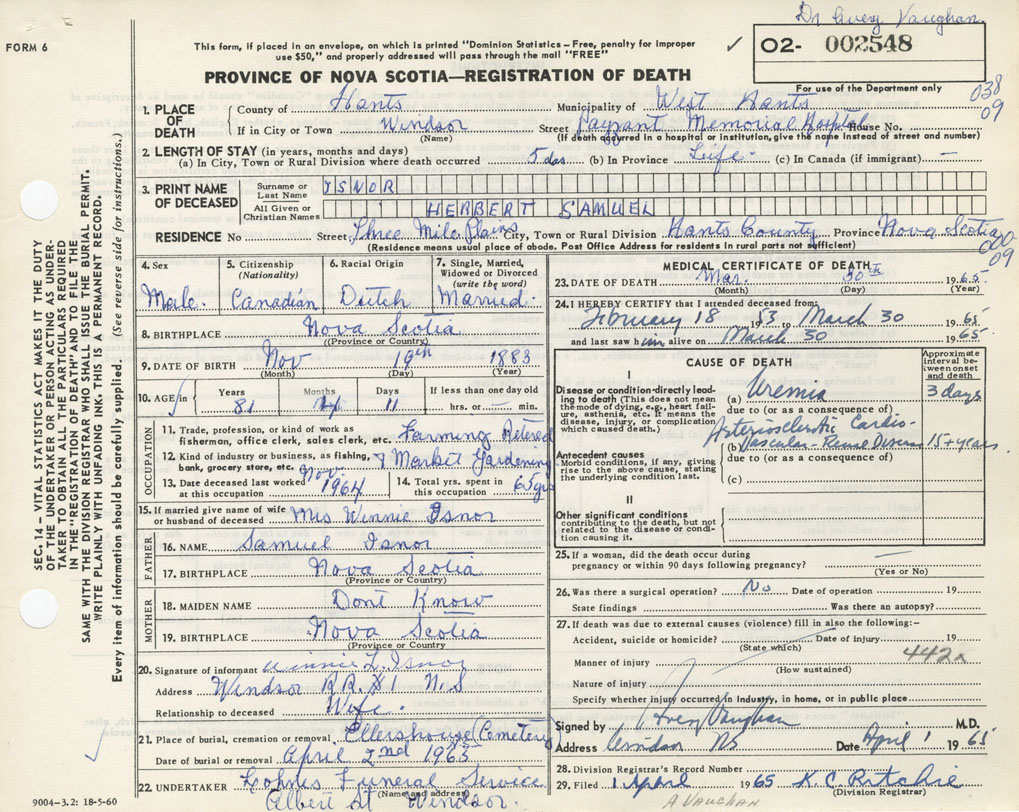 Dr Avery Vaughan
FORM 6
This form, if placed in an envelope, on which is printed "Dominion Statistics – Free, penalty for improper
use $50," and properly addressed will pass through the mail "FREE"
✓ 02- 002548
For use of the Department only
PROVINCE OF NOVA SCOTIA—REGISTRATION OF DEATH
038
09
1. PLACE OF DEATH
County of Hants Municipality of West Hants
If in City or Town Windsor Street Payzant Memorial Hospital House No.
(Name) (If death in a hospital or institution, give the name instead of street and number)
2. LENGTH OF STAY (in years, months and days)
(a) In City, Town or Rural Division where death occurred 5 das (b) In Province Life. (c) In Canada (if immigrant) —
3. PRINT NAME OF DECEASED
Surname or Last Name ISNOR
All Given or Christian Names HERBERT SAMUEL
RESIDENCE No Street Three Mile Plains City, Town or Rural Division Hants County Province Nova Scotia
(Residence means usual place of abode. Post Office Address for residents in rural parts not sufficient)
000
09
4. Sex Male.
5. Citizenship (Nationality) Canadian
6. Racial Origin Dutch
7. Single, Married, Widowed or Divorced (write the word) Married.
8. BIRTHPLACE Nova Scotia
(Province or Country)
9. DATE OF BIRTH Nov 19th 1883
(Month) (Day) (Year)
10. AGE in Years 81 Months 4 Days 11 If less than one day old hrs. or — min.
OCCUPATION
11. Trade, profession, or kind of work as fisherman, office clerk, sales clerk, etc. Farming Retered
12. Kind of industry or business, as fishing, bank, grocery store, etc. & Market Gardening
13. Date deceased last worked at this occupation Nov. 1964
14. Total yrs. spent in this occupation 65 yrs
15. If married give name of wife or husband of deceased Mrs Winnie Isnor
FATHER
16. NAME Samuel Isnor
17. BIRTHPLACE Nova Scotia
(Province or Country)
MOTHER
18. MAIDEN NAME Dont Know
19. BIRTHPLACE Nova Scotia
(Province or Country
20. Signature of informant Winnie L. Isnor
Address Windsor R.R. #1 N.S
Relationship to deceased Wife.
21. Place of burial, cremation or removal Ellershouse Cemetery
Date of burial or removal April 2nd 1965
22. UNDERTAKER Kohnes Funeral Service
(Name and address)
Albert St Windsor.
9004–3.2: 18-5-60
MEDICAL CERTIFICATE OF DEATH
23. DATE OF DEATH Mar. 30th 1965.
(Month) (Day) (Year)
24. I HEREBY CERTIFY that I attended deceased from:
February 18 1953 to March 30 1965
and last saw him alive on March 30 1965
CAUSE OF DEATH
Approximate interval between onset and death
I
Disease or condition directly leading to death (This does not mean the mode of dying, e.g., heart failure, asthenia, etc. It means the disease, injury, or complication which caused death.)
(a) Uremia 3 days
due to (or as a consequence of)
Arteriosclerotic Cardio-
(b) Vascular-Renal Disease 15+ years
due to (or as a consequence of)
Antecedent causes
Morbid conditions, if any, giving rise to the above cause, stating the underlying condition last.
(c)
II
Other significant conditions
contributing to the death, but not related to the disease or condition causing it.
25. If a woman, did the death occur during pregnancy or within 90 days following pregnancy? —
(Yes or No)
26. Was there a surgical operation? No Date of operation 19
State findings Was there an autopsy?
27. If death was due to external causes (violence) fill in also the following:–
Accident, suicide or homicide? Date of injury 19
(State which)
Manner of injury 442x
(How sustained)
Nature of injury
Specify whether injury occurred in industry, in home, or in public place
Signed by Avery Vaughan M.D.
Address Windsor NS Date April 1 1965
28. Division Registrar's Record Number
29. Filed 1 April 1965 K. C. Ritchie
(Division Registrar)
A VAUGHAN
SEC. 14 – VITAL STATISTICS ACT MAKES IT THE DUTY
OF THE UNDERTAKER OR PERSON ACTING AS UNDER-
TAKER TO OBTAIN ALL THE PARTICULARS REQUIRED
IN THE "REGISTRATION OF DEATH" AND TO FILE THE
SAME WITH THE DIVISION REGISTRAR WHO SHALL ISSUE THE BURIAL PERMIT.
WRITE PLAINLY WITH UNFADING INK. THIS IS A PERMANENT RECORD.
Every item of information should be carefully supplied. (See reverse side for instructions.)